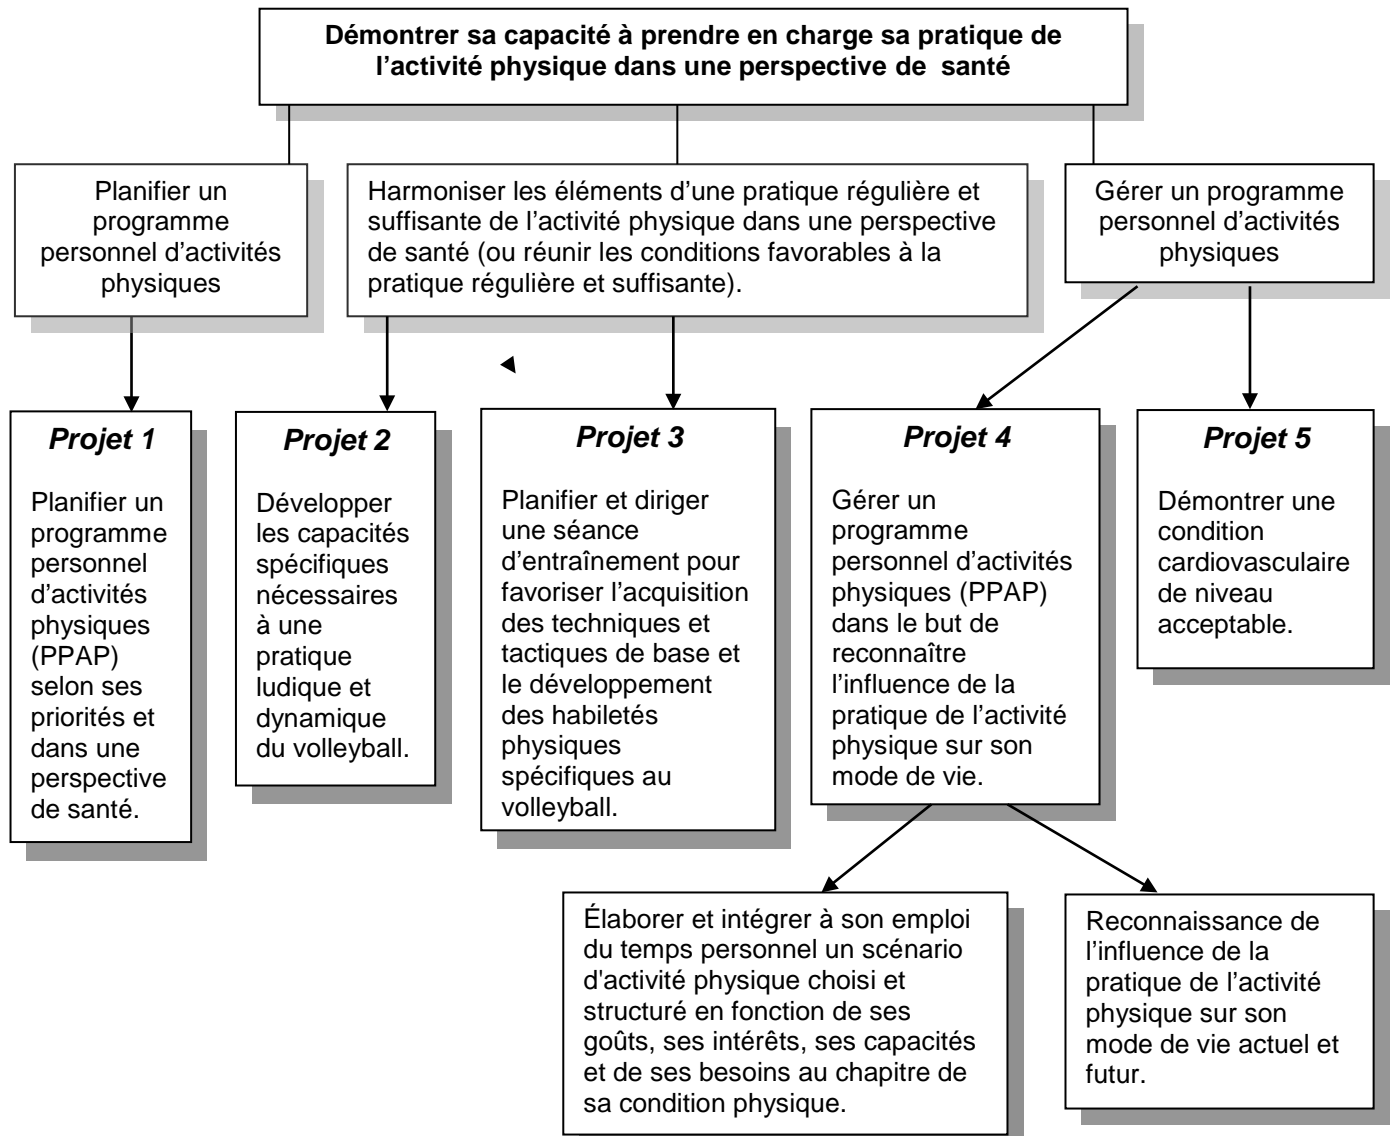 Démontrer sa capacité à prendre en charge sa pratique de
l’activité physique dans une perspective de santé
Planifier un
programme
personnel d’activités
physiques
Harmoniser les éléments d’une pratique régulière et
suffisante de l’activité physique dans une perspective
de santé (ou réunir les conditions favorables à la
pratique régulière et suffisante).
Gérer un programme
personnel d’activités
physiques
Projet 1
Planifier un
programme
personnel
d’activités
physiques
(PPAP)
selon ses
priorités et
dans une
perspective
de santé.
Projet 2
Développer
les capacités
spécifiques
nécessaires
à une
pratique
ludique et
dynamique
du volleyball.
Projet 3
Planifier et diriger
une séance
d’entraînement pour
favoriser l’acquisition
des techniques et
tactiques de base et
le développement
des habiletés
physiques
spécifiques au
volleyball.
Projet 4
Gérer un
programme
personnel d’activités
physiques (PPAP)
dans le but de
reconnaître
l’influence de la
pratique de l’activité
physique sur son
mode de vie.
Projet 5
Démontrer une
condition
cardiovasculaire
de niveau
acceptable.
Élaborer et intégrer à son emploi
du temps personnel un scénario
d'activité physique choisi et
structuré en fonction de ses
goûts, ses intérêts, ses capacités
et de ses besoins au chapitre de
sa condition physique.
Reconnaissance de
l’influence de la
pratique de l’activité
physique sur son
mode de vie actuel et
futur.